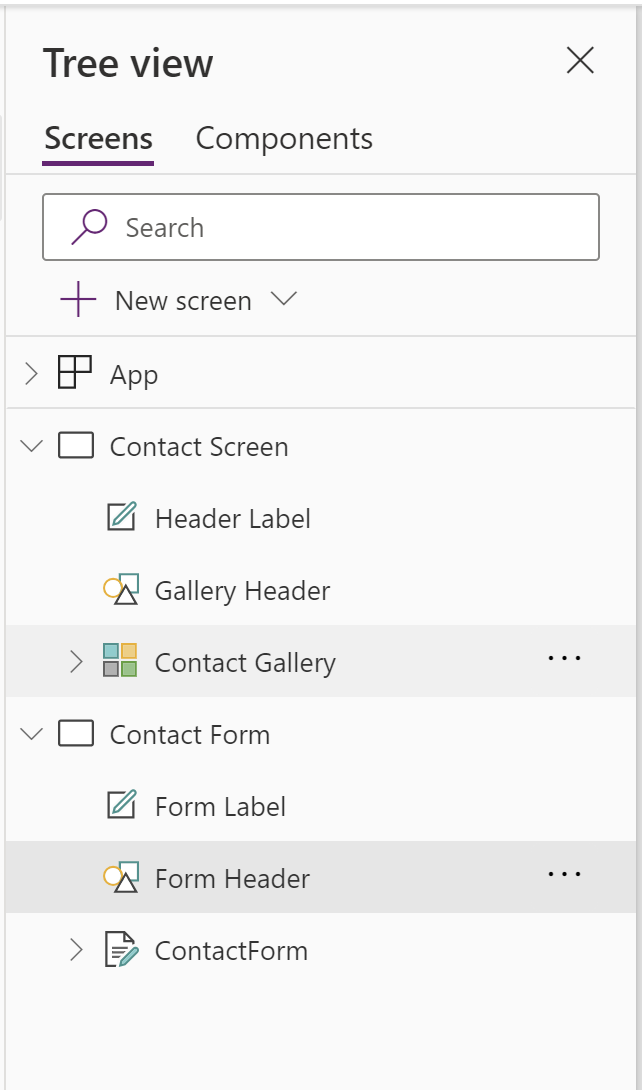 Tree view
Screens Components
Search
New screen
App
Contact Screen
Header Label
Gallery Header
Contact Gallery
Contact Form
Form Label
Form Header
ContactForm